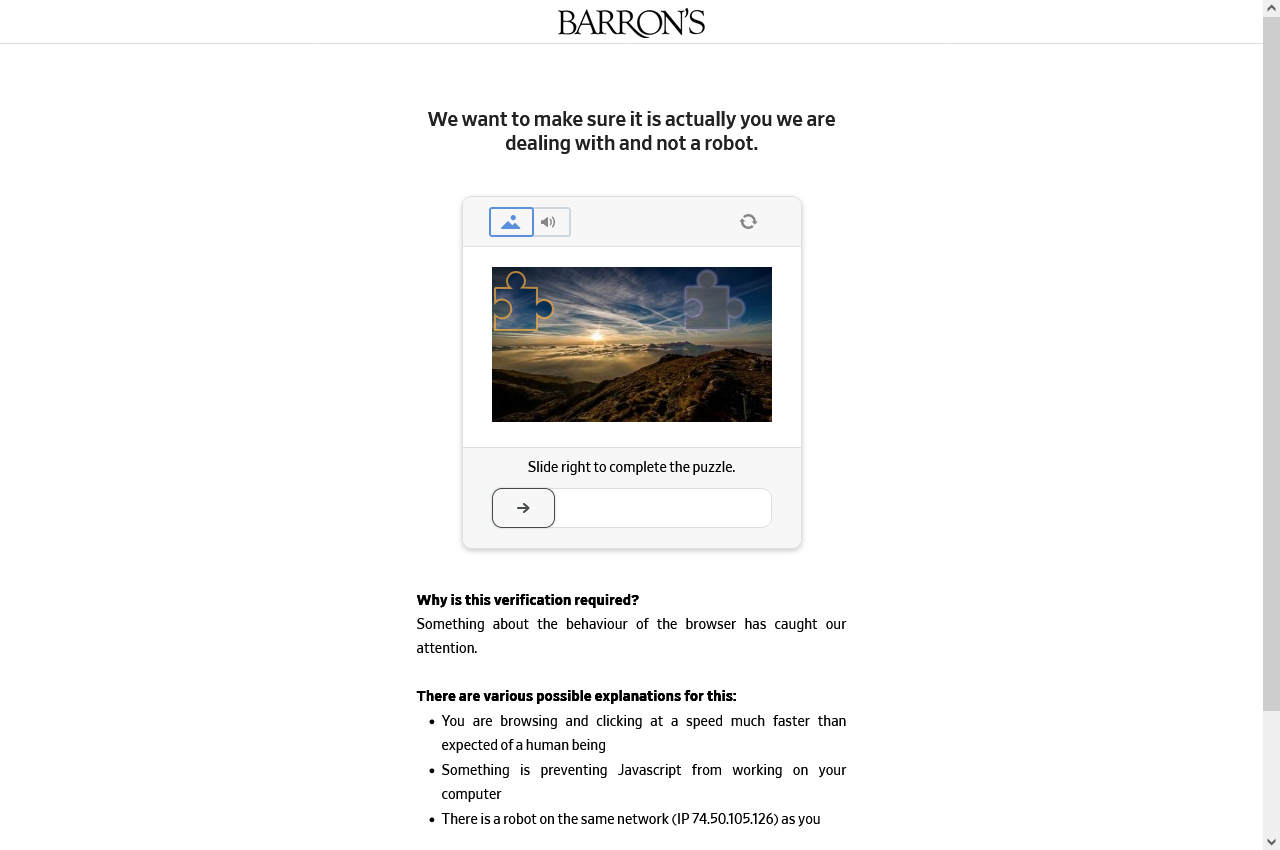 BARRON'S
We want to make sure it is actually you we are
dealing with and not a robot.
Slide right to complete the puzzle.
Why is this verification required?
Something about the behaviour of the browser has caught our
attention.
There are various possible explanations for this:
• You are browsing and clicking at a speed much faster than
expected of a human being
• Something is preventing Javascript from working on your
computer
• There is a robot on the same network (IP 74.50.105.126) as you